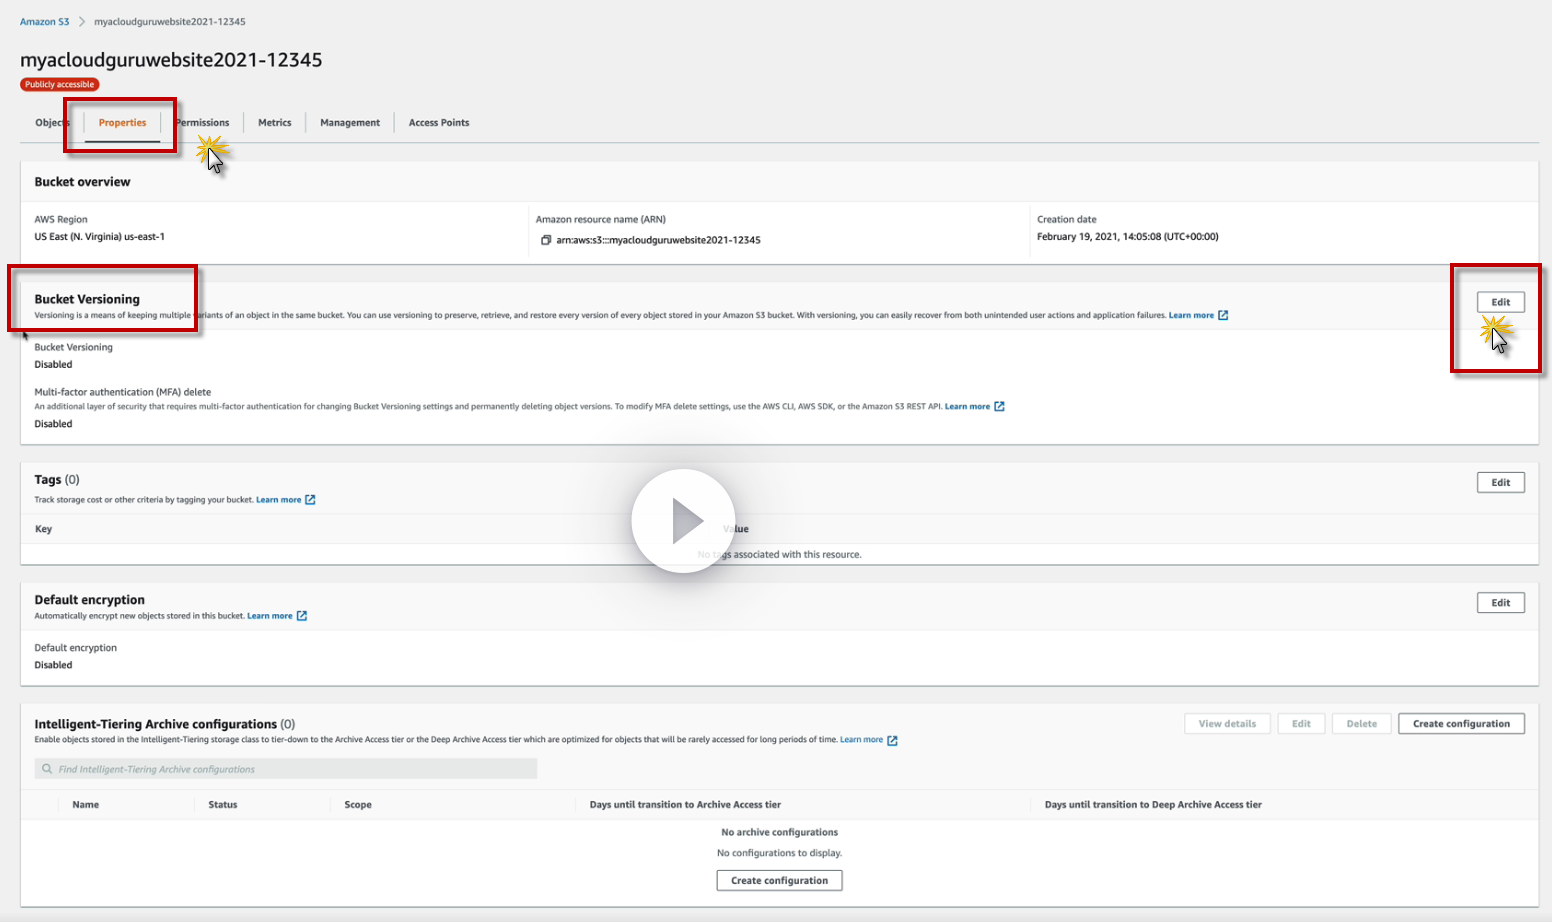 Amazon S3 > myacloudguruwebsite2021-12345
myacloudguruwebsite2021-12345
Publicly accessible
Objects Properties Permissions Metrics Management Access Points
Bucket overview
AWS Region
US East (N. Virginia) us-east-1
Amazon resource name (ARN)
arn:aws:s3:::myacloudguruwebsite2021-12345
Creation date
February 19, 2021, 14:05:08 (UTC+00:00)
Bucket Versioning
Edit
Versioning is a means of keeping multiple variants of an object in the same bucket. You can use versioning to preserve, retrieve, and restore every version of every object stored in your Amazon S3 bucket. With versioning, you can easily recover from both unintended user actions and application failures. Learn more
Bucket Versioning
Disabled
Multi-factor authentication (MFA) delete
An additional layer of security that requires multi-factor authentication for changing Bucket Versioning settings and permanently deleting object versions. To modify MFA delete settings, use the AWS CLI, AWS SDK, or the Amazon S3 REST API. Learn more
Disabled
Tags (0)
Edit
Track storage cost or other criteria by tagging your bucket. Learn more
Key Value
No tags associated with this resource.
Default encryption
Edit
Automatically encrypt new objects stored in this bucket. Learn more
Default encryption
Disabled
Intelligent-Tiering Archive configurations (0)
View details Edit Delete Create configuration
Enable objects stored in the Intelligent-Tiering storage class to tier-down to the Archive Access tier or the Deep Archive Access tier which are optimized for objects that will be rarely accessed for long periods of time. Learn more
Find Intelligent-Tiering Archive configurations
Name Status Scope Days until transition to Archive Access tier Days until transition to Deep Archive Access tier
No archive configurations
No configurations to display.
Create configuration